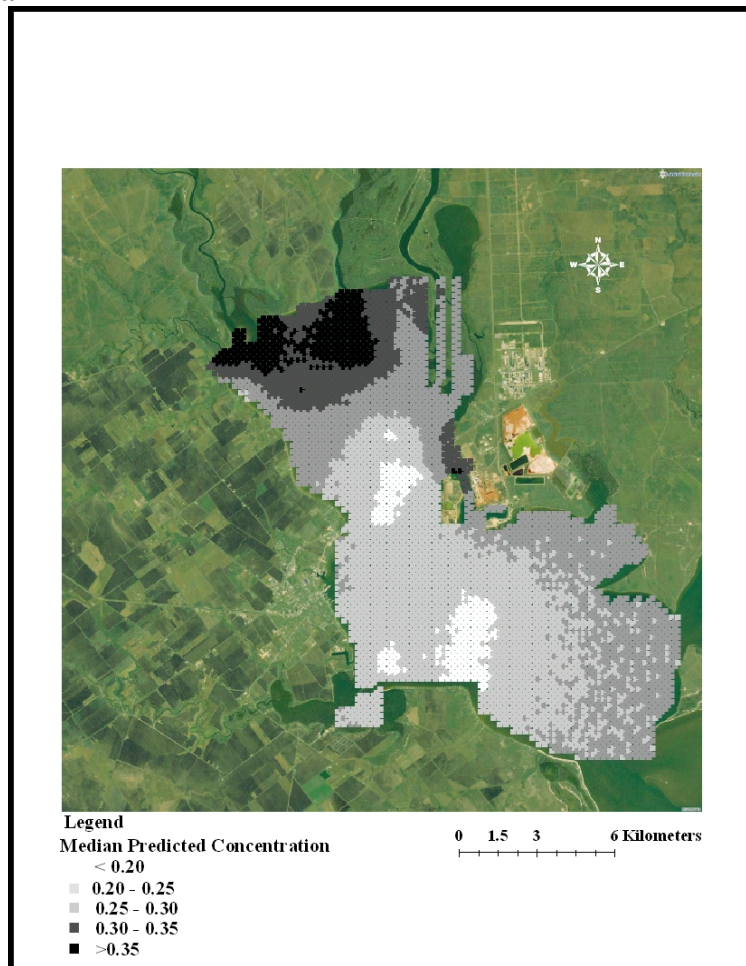 N
W E
S
Legend
Median Predicted Concentration
< 0.20
0.20 - 0.25
0.25 - 0.30
0.30 - 0.35
>0.35
0 1.5 3 6 Kilometers